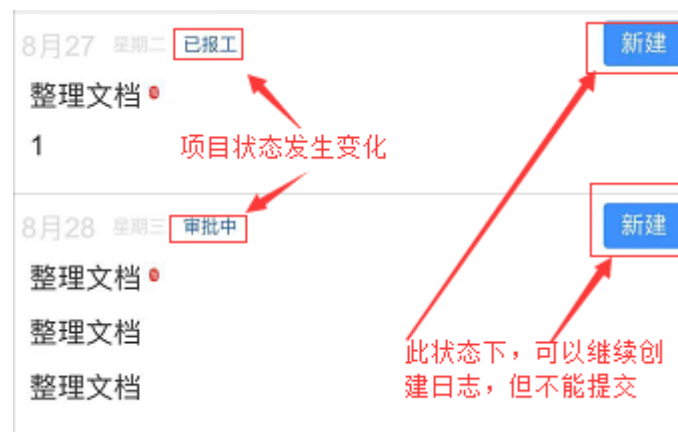 8月27 星期二 已报工 新建
整理文档
1
项目状态发生变化
8月28 星期三 审批中 新建
整理文档
整理文档
整理文档
此状态下，可以继续创
建日志，但不能提交